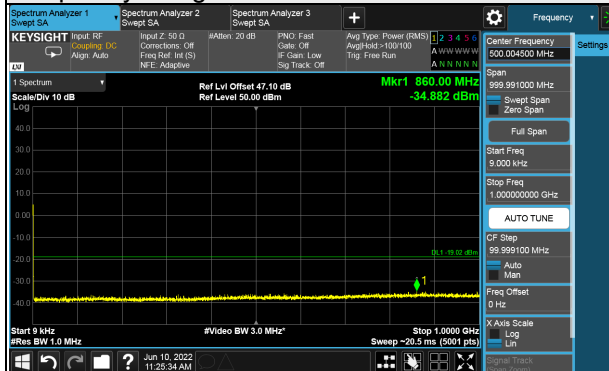 Spectrum Analyzer 1
Swept SA
Spectrum Analyzer 2
Swept SA
Spectrum Analyzer 3
Swept SA
+
Frequency
Settings
KEYSIGHT
Input: RF
Coupling: DC
Align: Auto
Input Z: 50 Ω
Corrections: Off
Freq Ref: Int (S)
NFE: Adaptive
#Atten: 20 dB
PNO: Fast
Gate: Off
IF Gain: Low
Sig Track: Off
Avg Type: Power (RMS)
Avg|Hold:>100/100
Trig: Free Run
1 2 3 4 5 6
A W W W W W
A N N N N N
LXI
1 Spectrum
Scale/Div 10 dB
Log
Ref Lvl Offset 47.10 dB
Ref Level 50.00 dBm
Mkr1 860.00 MHz
-34.882 dBm
40.0
30.0
20.0
10.0
0.00
-10.0
-20.0
-30.0
-40.0
DL1 -19.02 dBm
1
Start 9 kHz
#Res BW 1.0 MHz
#Video BW 3.0 MHz*
Stop 1.0000 GHz
Sweep ~20.5 ms (5001 pts)
Center Frequency
500.004500 MHz
Span
999.991000 MHz
Swept Span
Zero Span
Full Span
Start Freq
9.000 kHz
Stop Freq
1.000000000 GHz
AUTO TUNE
CF Step
99.999100 MHz
Auto
Man
Freq Offset
0 Hz
X Axis Scale
Log
Lin
Signal Track
(Span Zoom)
?
Jun 10, 2022
11:25:34 AM